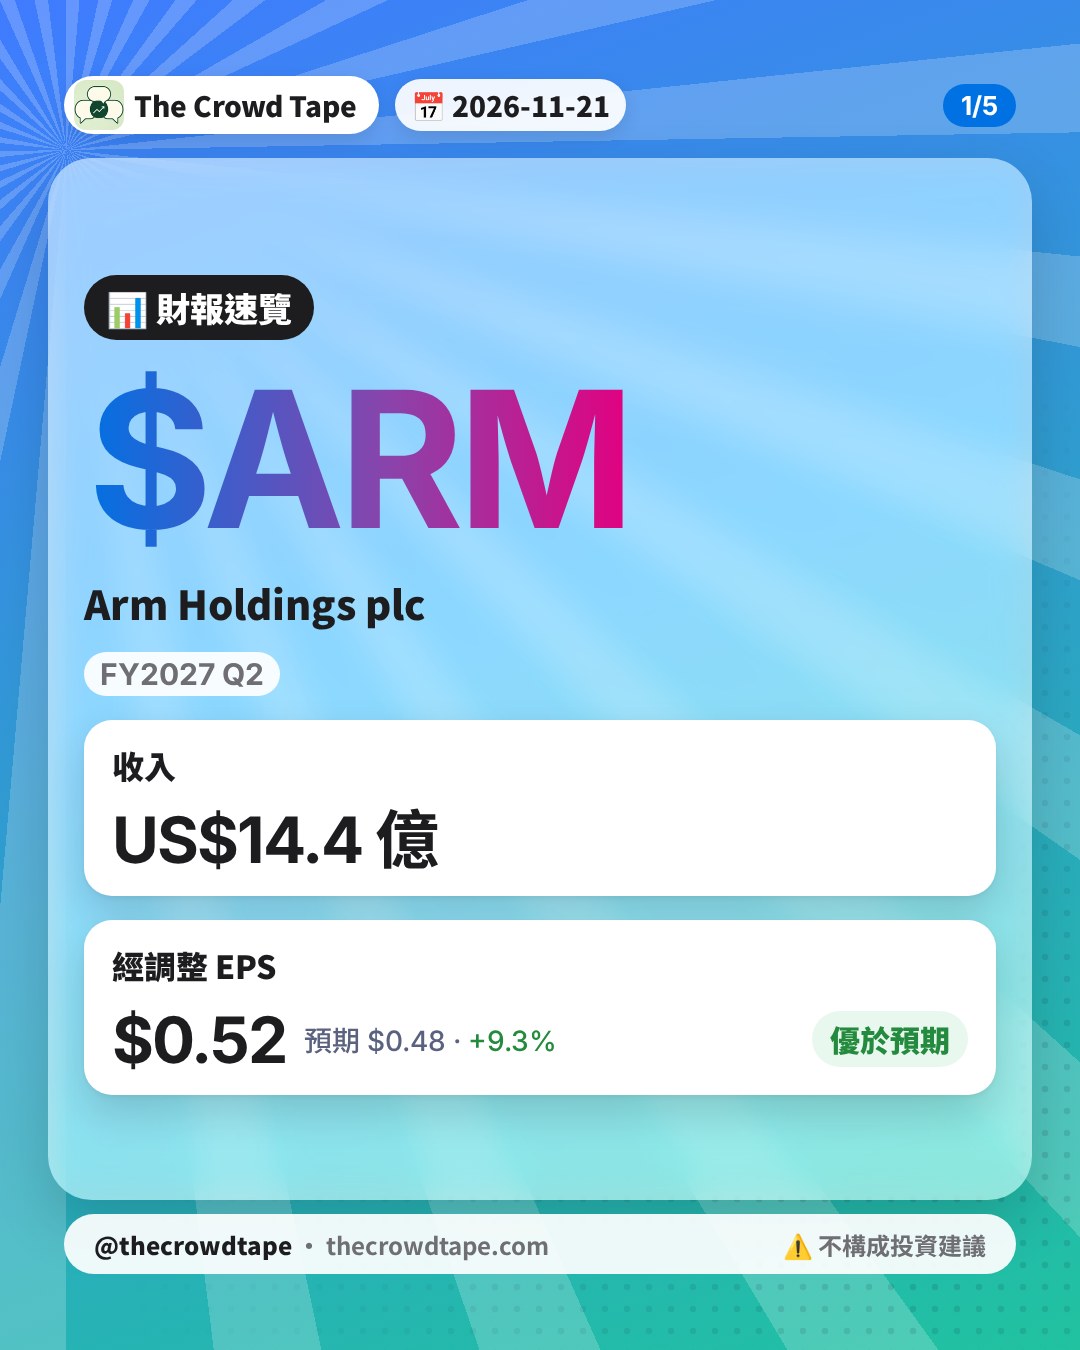 The Crowd Tape
📅 2026-11-21
1/5
📊 財報速覽
$ARM
Arm Holdings plc
FY2027 Q2
收入
US$14.4 億
經調整 EPS
$0.52 預期 $0.48 · +9.3% 優於預期
@thecrowdtape • thecrowdtape.com
⚠️ 不構成投資建議